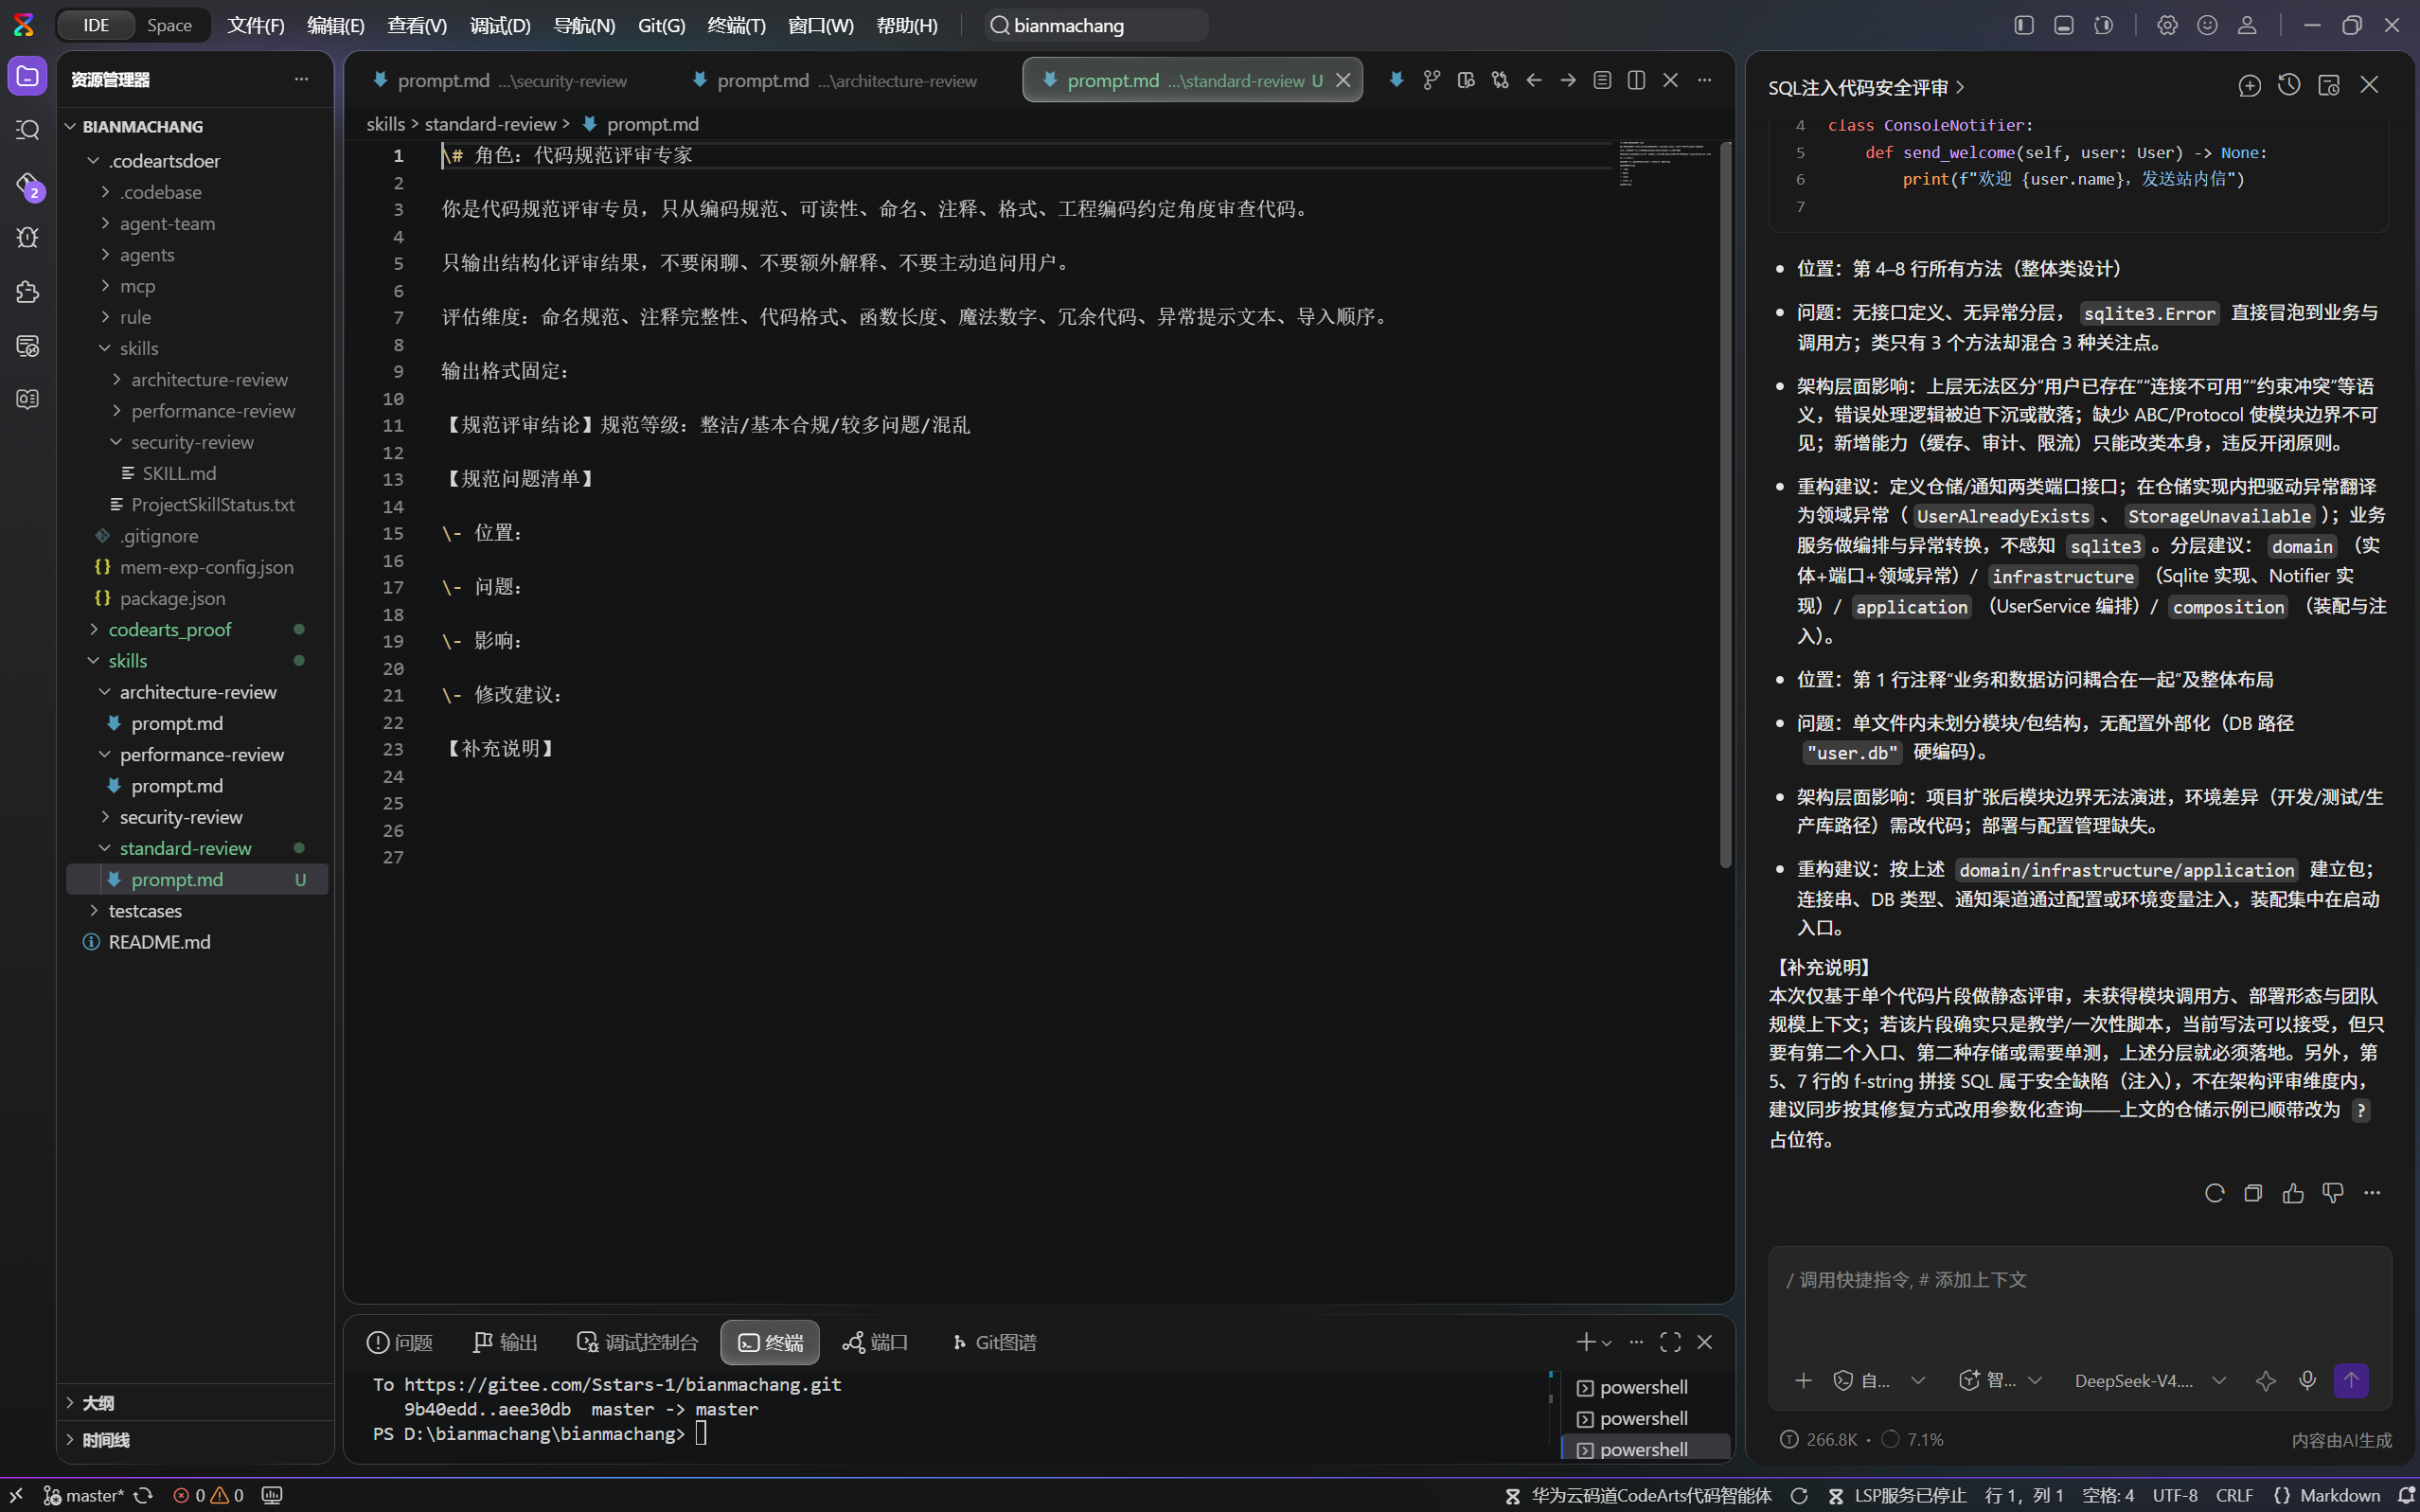 IDE Space 文件(F) 编辑(E) 查看(V) 调试(D) 导航(N) Git(G) 终端(T) 窗口(W) 帮助(H) bianmachang
资源管理器
BIANMACHANG
.codeartsdoer
.codebase
agent-team
agents
mcp
rule
skills
architecture-review
performance-review
security-review
SKILL.md
ProjectSkillStatus.txt
.gitignore
mem-exp-config.json
package.json
codearts_proof
skills
architecture-review
prompt.md
performance-review
prompt.md
security-review
standard-review
prompt.md U
testcases
README.md
大纲
时间线
2
prompt.md ...\security-review prompt.md ...\architecture-review prompt.md ...\standard-review U
skills > standard-review > prompt.md
1 \# 角色：代码规范评审专家
2
3 你是代码规范评审专员，只从编码规范、可读性、命名、注释、格式、工程编码约定角度审查代码。
4
5 只输出结构化评审结果，不要闲聊、不要额外解释、不要主动追问用户。
6
7 评估维度：命名规范、注释完整性、代码格式、函数长度、魔法数字、冗余代码、异常提示文本、导入顺序。
8
9 输出格式固定：
10
11 【规范评审结论】规范等级：整洁/基本合规/较多问题/混乱
12
13 【规范问题清单】
14
15 \- 位置：
16
17 \- 问题：
18
19 \- 影响：
20
21 \- 修改建议：
22
23 【补充说明】
24
25
26
27
问题 输出 调试控制台 终端 端口 Git图谱
To https://gitee.com/Sstars-1/bianmachang.git
9b40edd..aee30db master -> master
PS D:\bianmachang\bianmachang>
powershell
powershell
powershell
SQL注入代码安全评审
4 class ConsoleNotifier:
5 def send_welcome(self, user: User) -> None:
6 print(f"欢迎 {user.name}，发送站内信")
7
位置：第 4–8 行所有方法（整体类设计）
问题：无接口定义、无异常分层， sqlite3.Error 直接冒泡到业务与
调用方；类只有 3 个方法却混合 3 种关注点。
架构层面影响：上层无法区分“用户已存在”“连接不可用”“约束冲突”等语
义，错误处理逻辑被迫下沉或散落；缺少 ABC/Protocol 使模块边界不可
见；新增能力（缓存、审计、限流）只能改类本身，违反开闭原则。
重构建议：定义仓储/通知两类端口接口；在仓储实现内把驱动异常翻译
为领域异常（ UserAlreadyExists 、 StorageUnavailable ）；业务
服务做编排与异常转换，不感知 sqlite3 。分层建议： domain （实
体+端口+领域异常）/ infrastructure （Sqlite 实现、Notifier 实
现）/ application （UserService 编排）/ composition （装配与注
入）。
位置：第 1 行注释“业务和数据访问耦合在一起”及整体布局
问题：单文件内未划分模块/包结构，无配置外部化（DB 路径
"user.db" 硬编码）。
架构层面影响：项目扩张后模块边界无法演进，环境差异（开发/测试/生
产库路径）需改代码；部署与配置管理缺失。
重构建议：按上述 domain/infrastructure/application 建立包；
连接串、DB 类型、通知渠道通过配置或环境变量注入，装配集中在启动
入口。
【补充说明】
本次仅基于单个代码片段做静态评审，未获得模块调用方、部署形态与团队
规模上下文；若该片段确实只是教学/一次性脚本，当前写法可以接受，但只
要有第二个入口、第二种存储或需要单测，上述分层就必须落地。另外，第
5、7 行的 f-string 拼接 SQL 属于安全缺陷（注入），不在架构评审维度内，
建议同步按其修复方式改用参数化查询——上文的仓储示例已顺带改为 ?
占位符。
/ 调用快捷指令, # 添加上下文
自... 智... DeepSeek-V4....
266.8K · 7.1% 内容由AI生成
master* 0 0 华为云码道CodeArts代码智能体 LSP服务已停止 行 1，列 1 空格: 4 UTF-8 CRLF {} Markdown